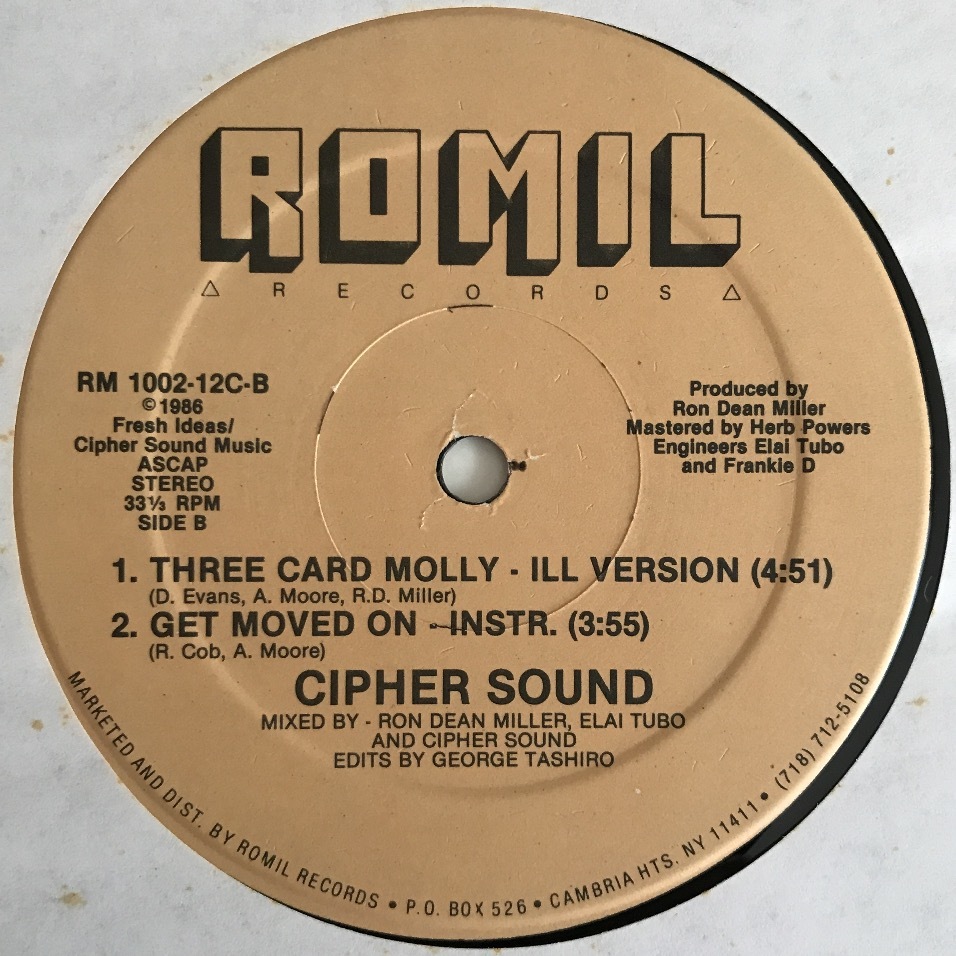 ROMIL
△ RECORDS △
RM 1002-12C-B
©1986
Fresh Ideas/
Cipher Sound Music
ASCAP
STEREO
33⅓ RPM
SIDE B
Produced by
Ron Dean Miller
Mastered by Herb Powers
Engineers Elai Tubo
and Frankie D
1. THREE CARD MOLLY - ILL VERSION (4:51)
(D. Evans, A. Moore, R.D. Miller)
2. GET MOVED ON - INSTR. (3:55)
(R. Cob, A. Moore)
CIPHER SOUND
MIXED BY - RON DEAN MILLER, ELAI TUBO
AND CIPHER SOUND
EDITS BY GEORGE TASHIRO
MARKETED AND DIST. BY ROMIL RECORDS • P.O. BOX 526 • CAMBRIA HTS. NY 11411 • (718) 712-5108